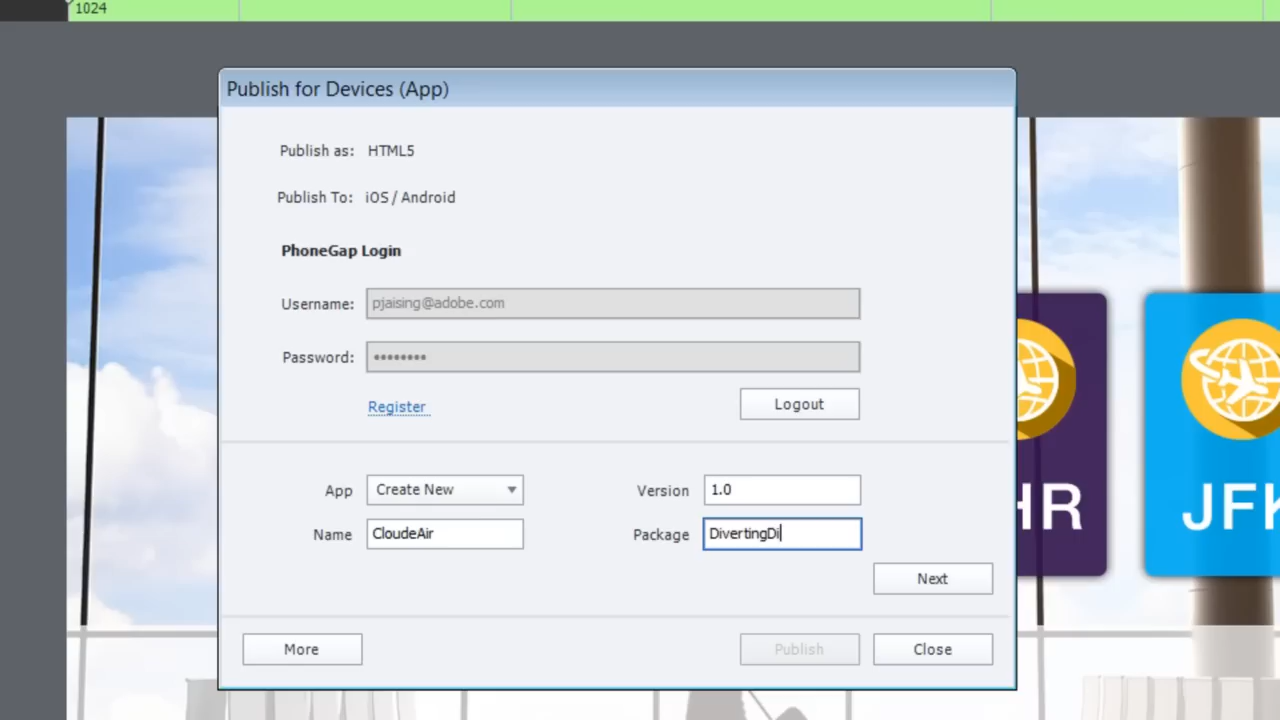 1024
Publish for Devices (App)
Publish as: HTML5
Publish To: iOS / Android
PhoneGap Login
Username: pjaising@adobe.com
Password: ••••••••
Register
Logout
App Create New Version 1.0
Name CloudeAir Package DivertingDi
Next
More Publish Close
HR
JFK